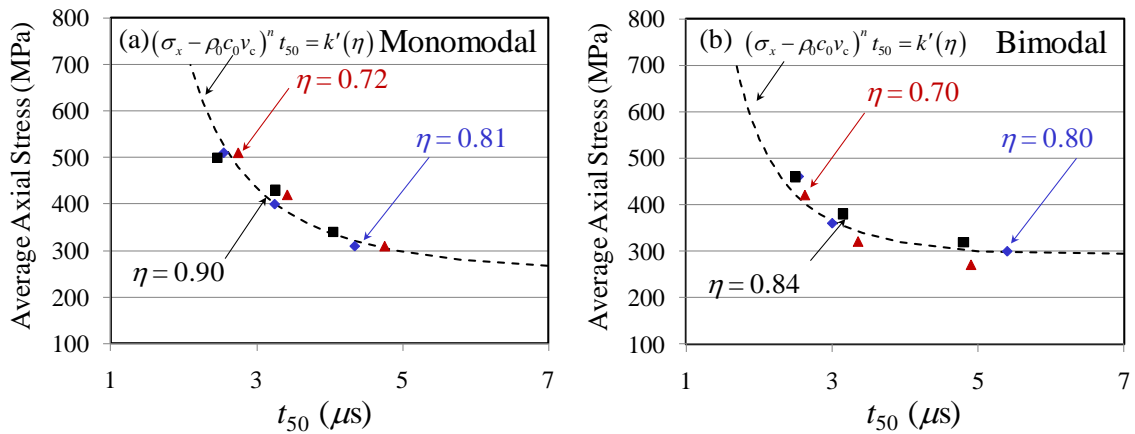 (a) (σₓ − ρ₀c₀v_c)ⁿ t₅₀ = k′(η) Monomodal
800
700
600
500
400
300
200
100
Average Axial Stress (MPa)
η = 0.72
η = 0.81
η = 0.90
1 3 5 7
t₅₀ (μs)
(b) (σₓ − ρ₀c₀v_c)ⁿ t₅₀ = k′(η) Bimodal
800
700
600
500
400
300
200
100
Average Axial Stress (MPa)
η = 0.70
η = 0.80
η = 0.84
1 3 5 7
t₅₀ (μs)